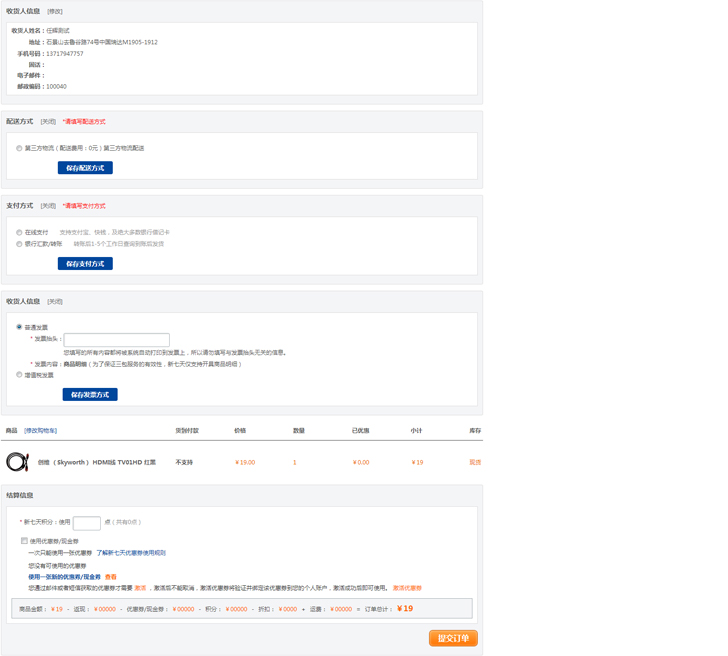 收货人信息 [修改]
收货人姓名：任辉测试
地址：石景山古鲁谷路74号中国瑞达M1905-1912
手机号码：13717947757
固话：
电子邮件：
邮政编码：100040
配送方式 [关闭] *请填写配送方式
第三方物流（配送费用：0元）第三方物流配送
保存配送方式
支付方式 [关闭] *请填写支付方式
在线支付 支持支付宝、快钱，及绝大多数银行借记卡
银行汇款/转账 转账后1-5个工作日查询到账后发货
保存支付方式
收货人信息 [关闭]
普通发票
* 发票抬头：
您填写的所有内容都将被系统自动打印到发票上，所以请勿填写与发票抬头无关的信息。
* 发票内容：商品明细（为了保证三包服务的有效性，新七天仅支持开具商品明细）
增值税发票
保存发票方式
商品 [修改购物车] 货到付款 价格 数量 已优惠 小计 库存
创维（Skyworth） HDMI线 TV01HD 红黑 不支持 ￥19.00 1 ￥0.00 ￥19 现货
结算信息
* 新七天积分：使用 点（共有0点）
使用优惠券/现金券
一次只能使用一张优惠券 了解新七天优惠券使用规则
您没有可使用的优惠券
使用一张新的优惠券/现金券 查看
您通过邮件或者短信获取的优惠券才需要 激活 ，激活后不能取消，激活优惠券将验证并绑定该优惠券到您的个人账户，激活成功后即可使用。 激活优惠券
商品金额：￥19 - 返现：￥00000 - 优惠券/现金券：￥00000 - 积分：￥00000 - 折扣：￥0000 + 运费：￥00000 = 订单总计：￥19
提交订单